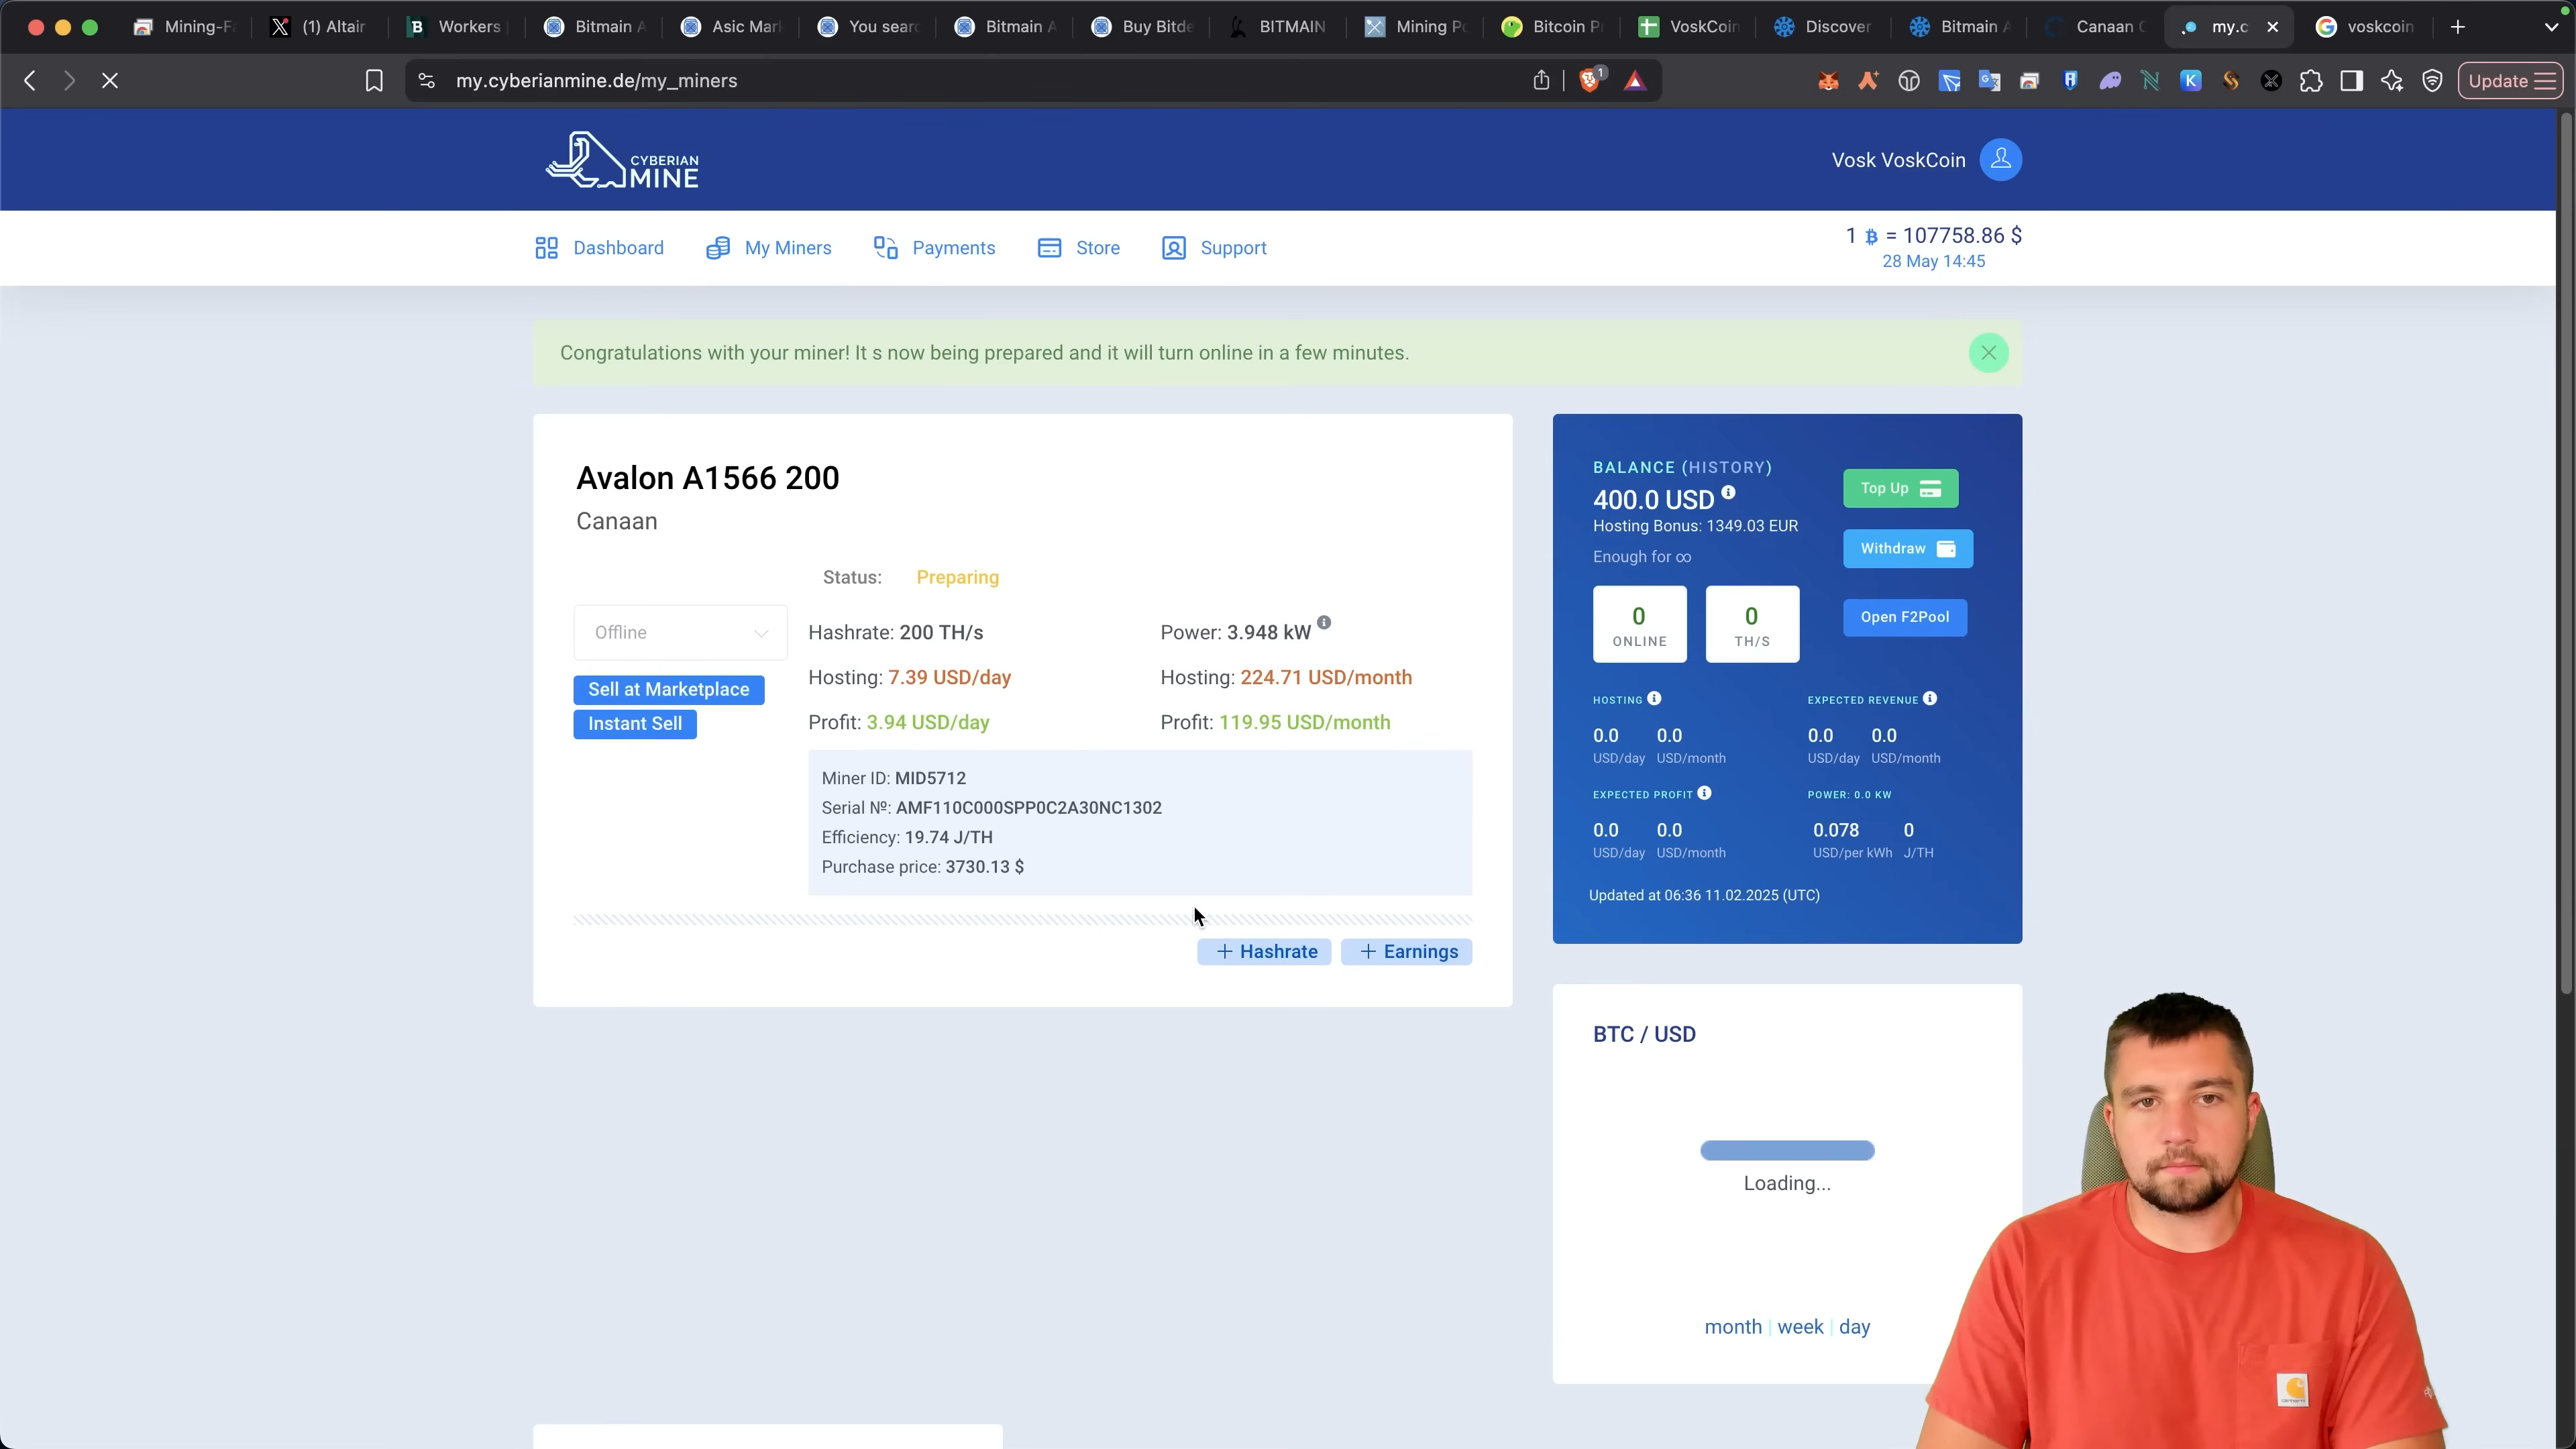 Mining-F
(1) Altair
Workers
Bitmain A
Asic Mar
You sear
Bitmain A
Buy Bitde
BITMAIN
Mining Po
Bitcoin P
VoskCoin
Discover
Bitmain A
Canaan
my.c
voskcoin
my.cyberianmine.de/my_miners
1
Update
CYBERIAN
MINE
Vosk VoskCoin
Dashboard
My Miners
Payments
Store
Support
1 ₿ = 107758.86 $
28 May 14:45
Congratulations with your miner! It s now being prepared and it will turn online in a few minutes.
Avalon A1566 200
Canaan
Status: Preparing
Offline
Hashrate: 200 TH/s
Power: 3.948 kW
Hosting: 7.39 USD/day
Hosting: 224.71 USD/month
Sell at Marketplace
Instant Sell
Profit: 3.94 USD/day
Profit: 119.95 USD/month
Miner ID: MID5712
Serial №: AMF110C000SPP0C2A30NC1302
Efficiency: 19.74 J/TH
Purchase price: 3730.13 $
+ Hashrate
+ Earnings
BALANCE (HISTORY)
400.0 USD
Hosting Bonus: 1349.03 EUR
Enough for ∞
Top Up
Withdraw
Open F2Pool
0
ONLINE
0
TH/S
HOSTING
EXPECTED REVENUE
0.0 0.0
USD/day USD/month
0.0 0.0
USD/day USD/month
EXPECTED PROFIT
POWER: 0.0 KW
0.0 0.0
USD/day USD/month
0.078 0
USD/per kWh J/TH
Updated at 06:36 11.02.2025 (UTC)
BTC / USD
Loading...
month | week | day